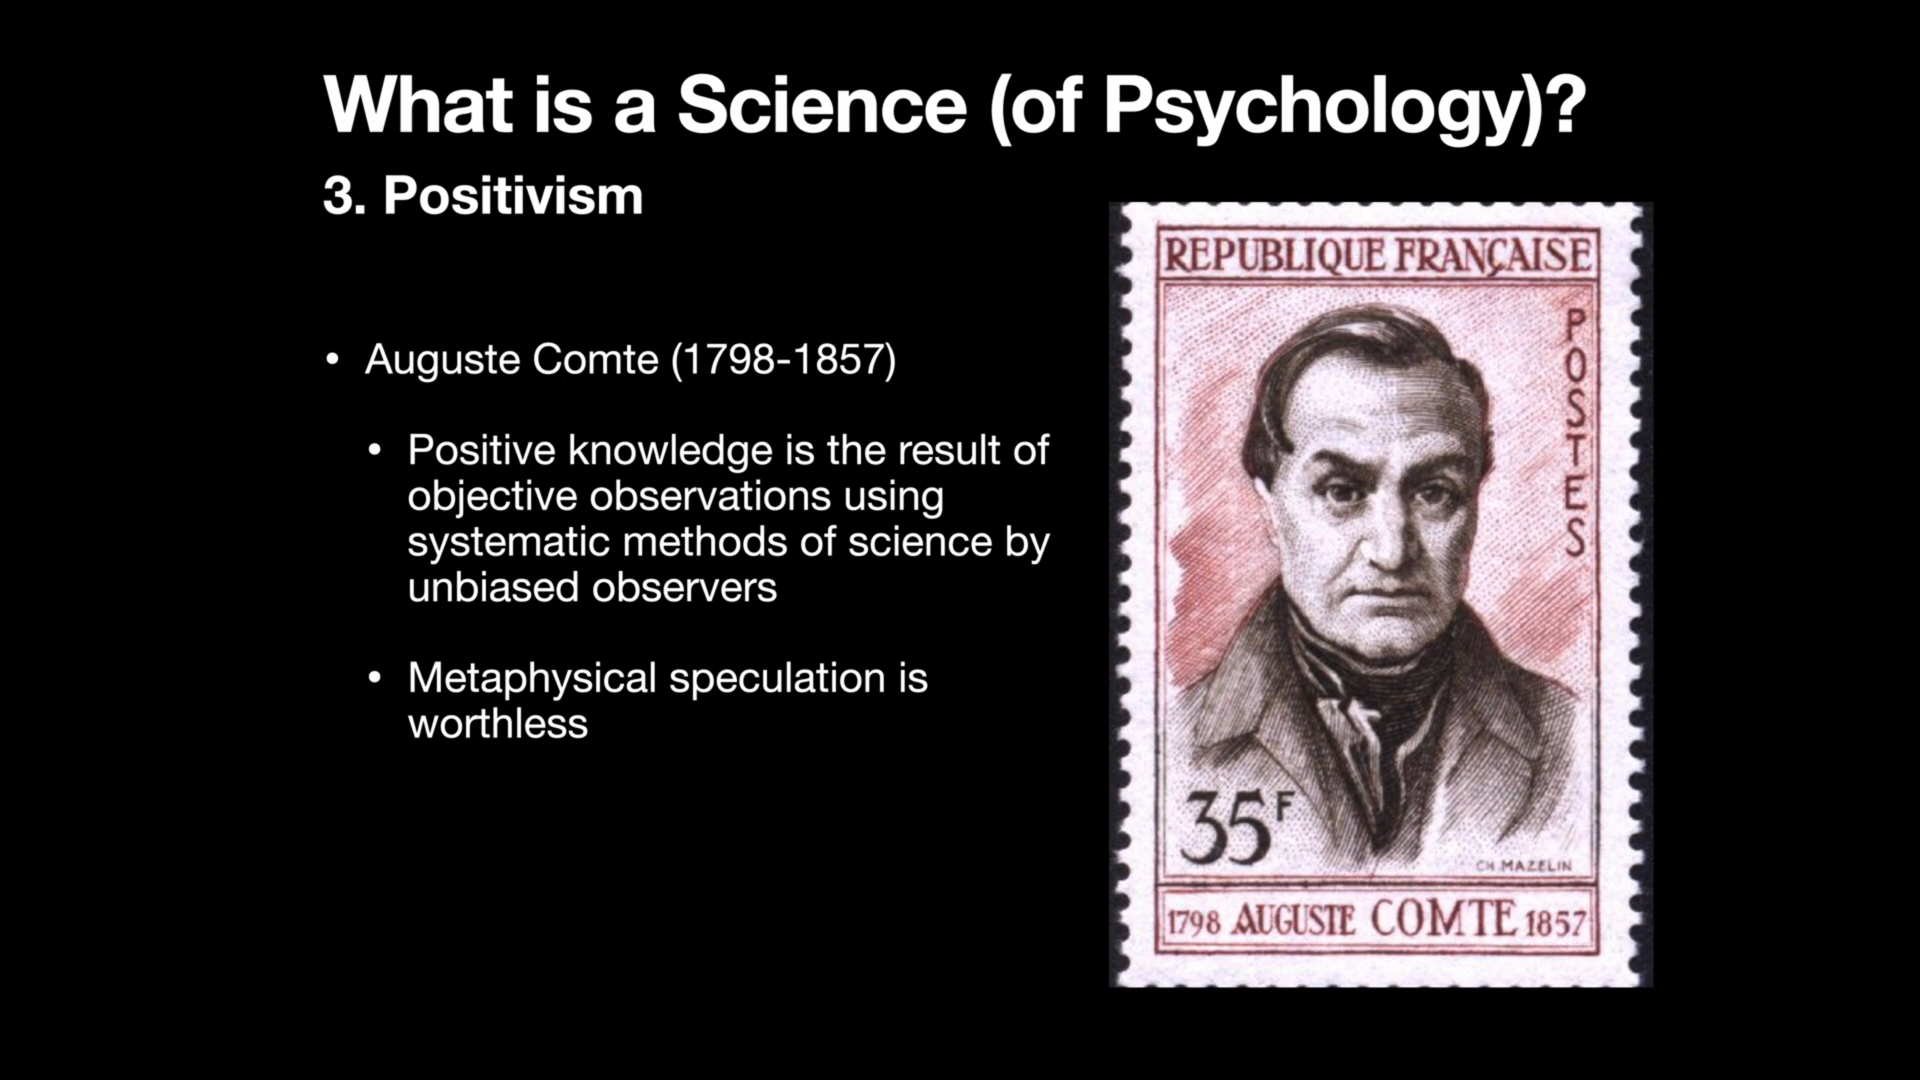 What is a Science (of Psychology)?
3. Positivism
• Auguste Comte (1798-1857)
• Positive knowledge is the result of
objective observations using
systematic methods of science by
unbiased observers
• Metaphysical speculation is
worthless
REPUBLIQUE FRANÇAISE
POSTES
35F
CH MAZELIN
1798 AUGUSTE COMTE 1857